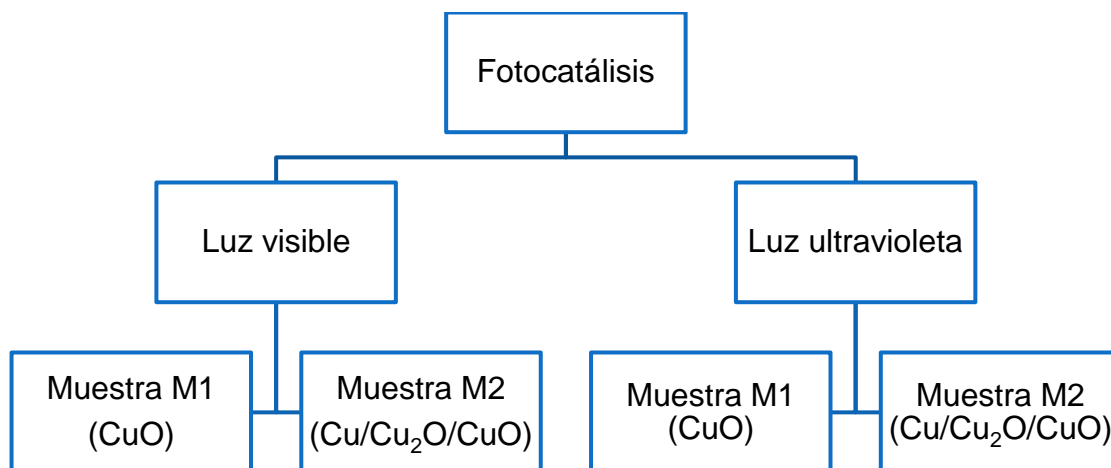 Fotocatálisis
Luz visible
Luz ultravioleta
Muestra M1
(CuO)
Muestra M2
(Cu/Cu₂O/CuO)
Muestra M1
(CuO)
Muestra M2
(Cu/Cu₂O/CuO)